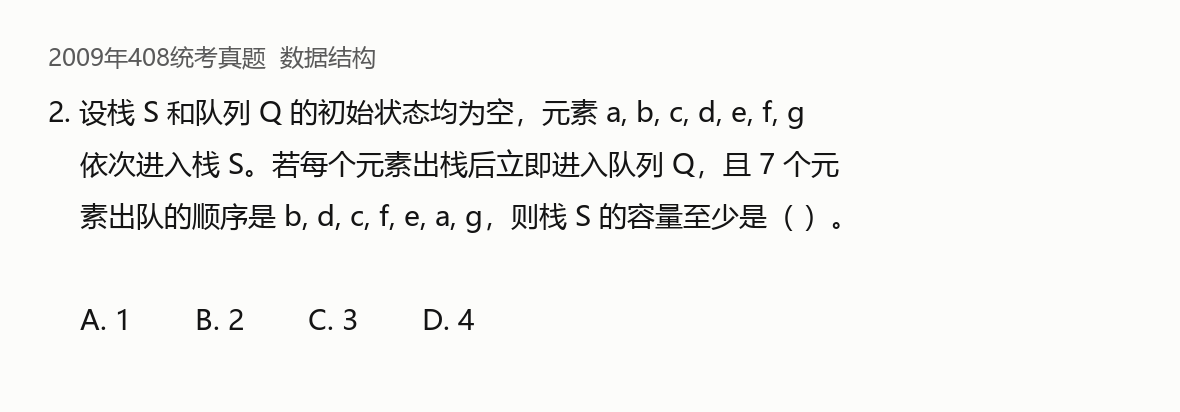 2009年408统考真题 数据结构
2. 设栈 S 和队列 Q 的初始状态均为空，元素 a, b, c, d, e, f, g
依次进入栈 S。若每个元素出栈后立即进入队列 Q，且 7 个元
素出队的顺序是 b, d, c, f, e, a, g，则栈 S 的容量至少是（ ）。
A. 1 B. 2 C. 3 D. 4